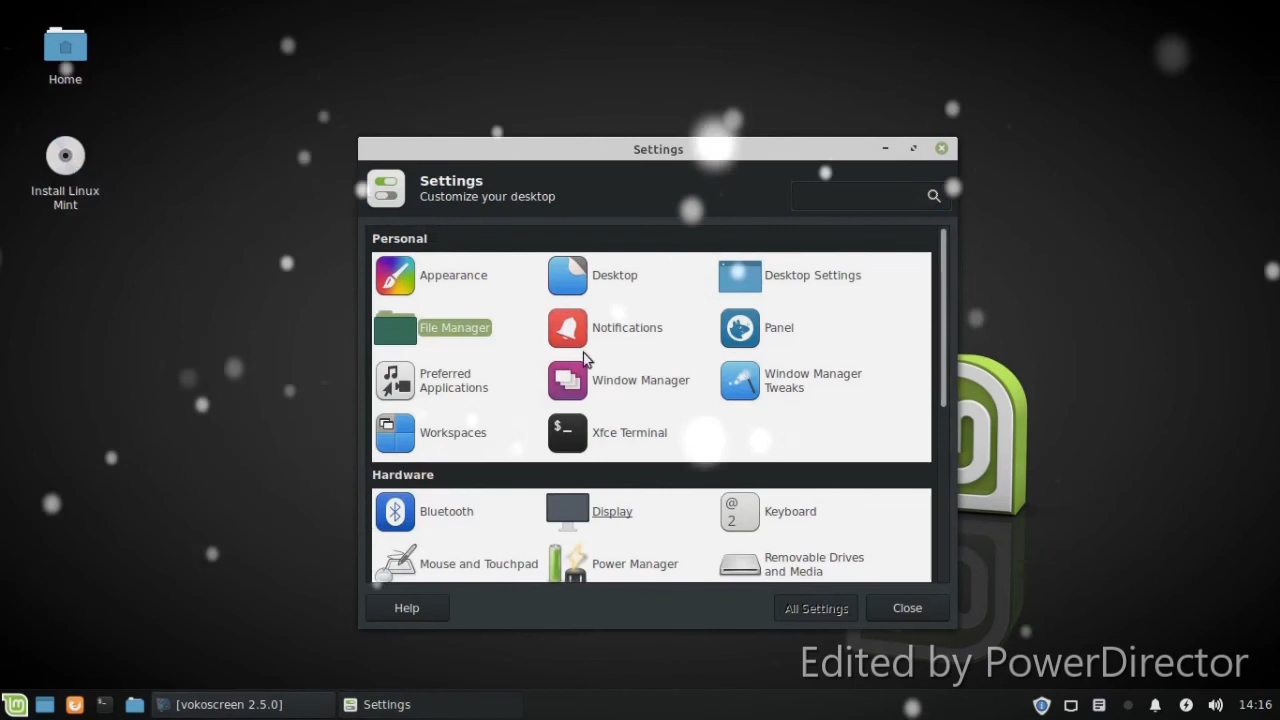 Home
Install Linux
Mint
Settings
Settings
Customize your desktop
Personal
Appearance
Desktop
Desktop Settings
File Manager
Notifications
Panel
Preferred
Applications
Window Manager
Window Manager
Tweaks
Workspaces
$_
Xfce Terminal
Hardware
Bluetooth
Display
@
2
Keyboard
Mouse and Touchpad
Power Manager
Removable Drives
and Media
Help
All Settings
Close
Edited by PowerDirector
[vokoscreen 2.5.0]
Settings
14:16